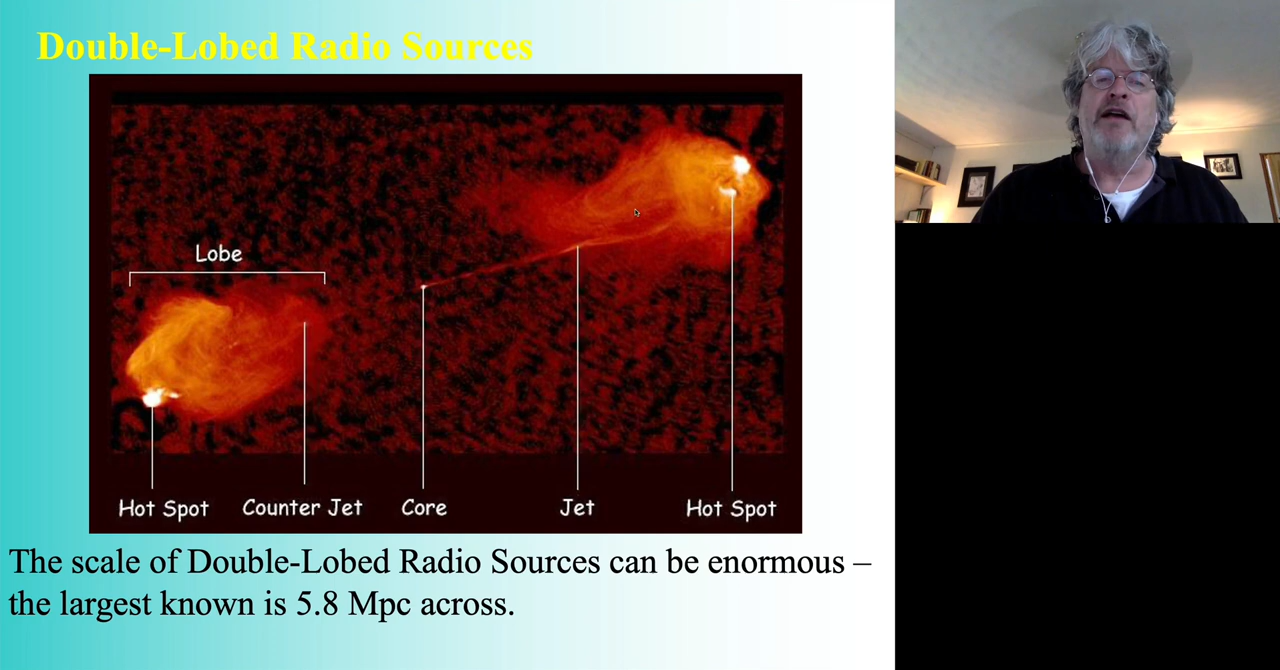 Double-Lobed Radio Sources
Lobe
Hot Spot Counter Jet Core Jet Hot Spot
The scale of Double-Lobed Radio Sources can be enormous –
the largest known is 5.8 Mpc across.